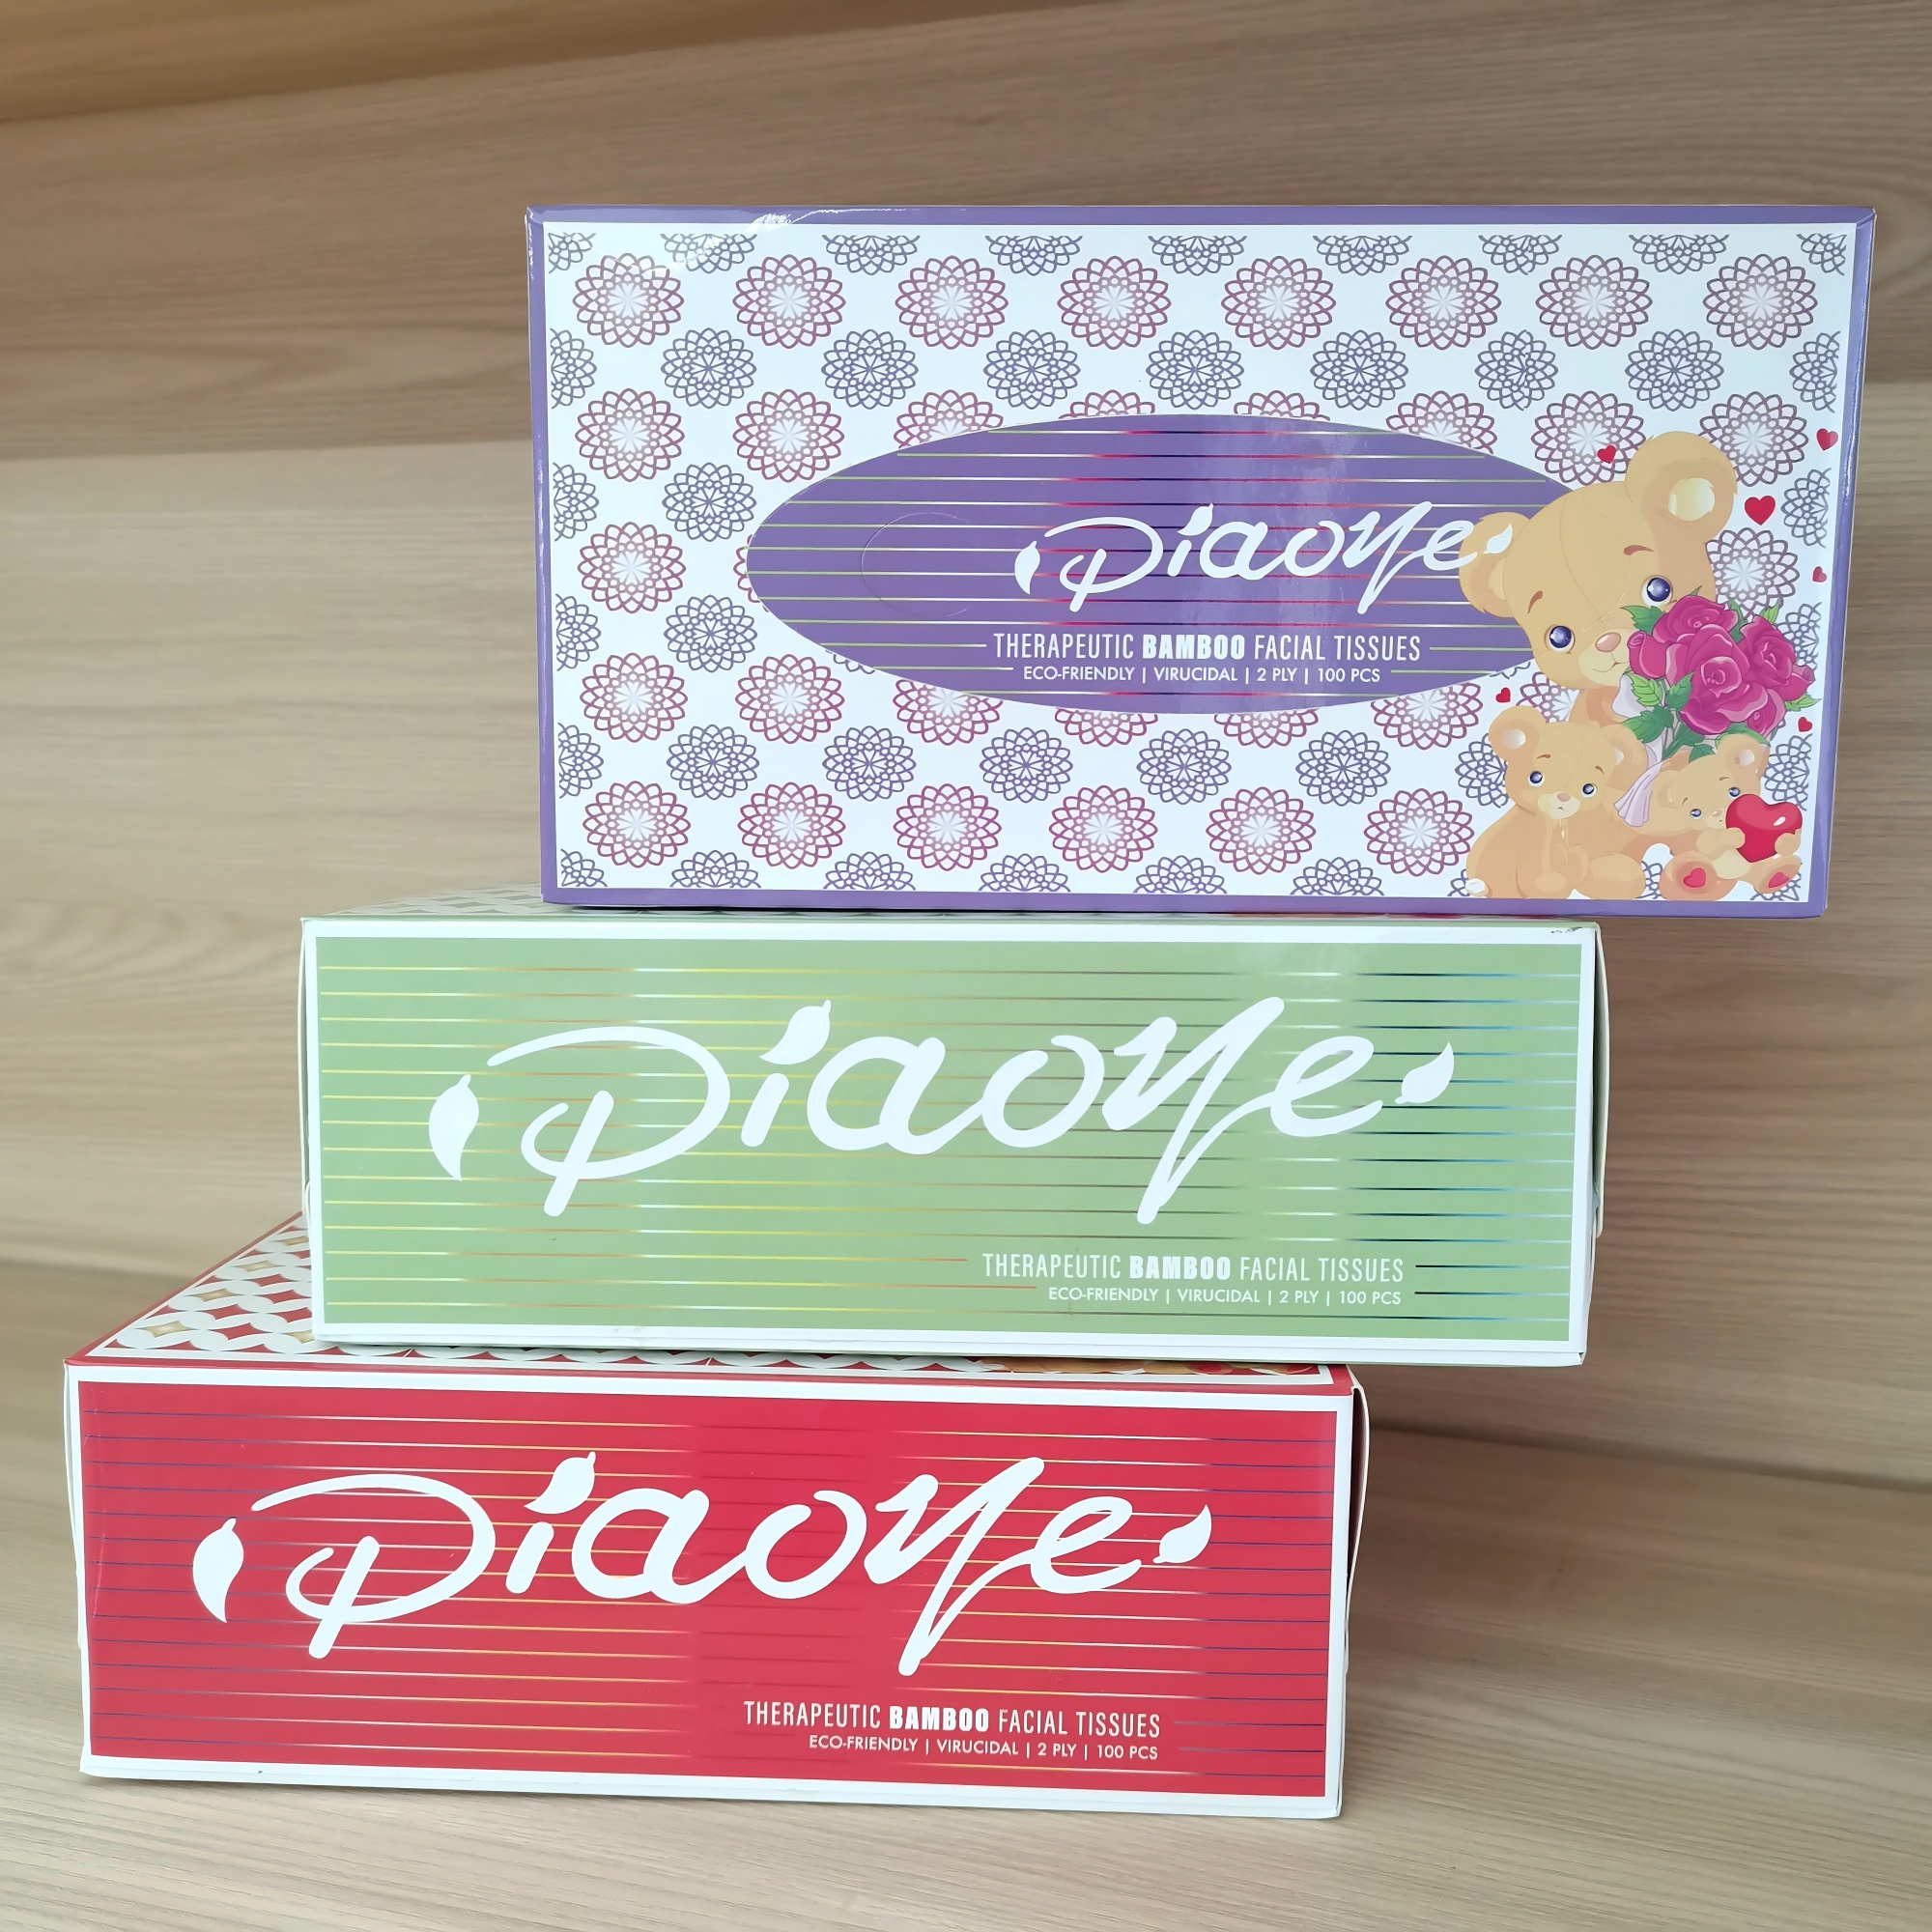 Piaoye
THERAPEUTIC BAMBOO FACIAL TISSUES
ECO-FRIENDLY | VIRUCIDAL | 2 PLY | 100 PCS
Piaoye
THERAPEUTIC BAMBOO FACIAL TISSUES
ECO-FRIENDLY | VIRUCIDAL | 2 PLY | 100 PCS
Piaoye
THERAPEUTIC BAMBOO FACIAL TISSUES
ECO-FRIENDLY | VIRUCIDAL | 2 PLY | 100 PCS